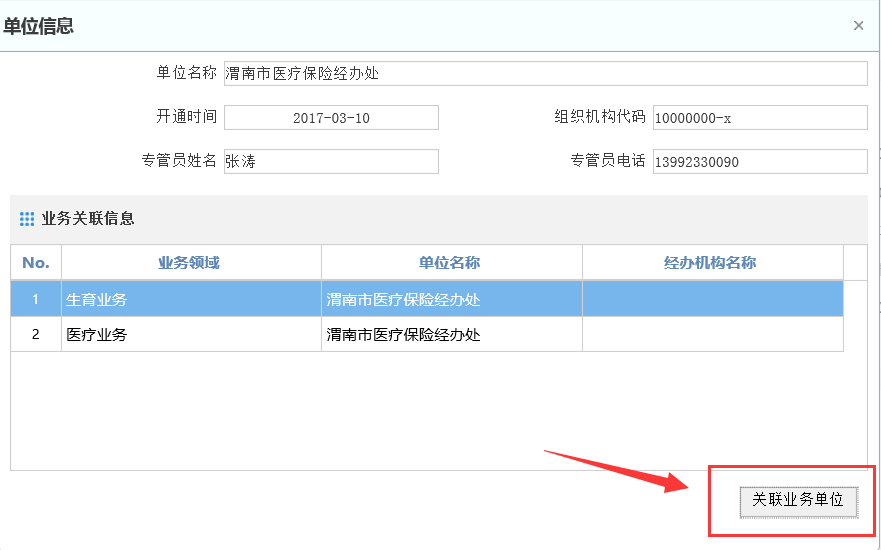 单位信息 ×
单位名称 渭南市医疗保险经办处
开通时间 2017-03-10 组织机构代码 10000000-x
专管员姓名 张涛 专管员电话 13992330090
业务关联信息
No. 业务领域 单位名称 经办机构名称
1 生育业务 渭南市医疗保险经办处
2 医疗业务 渭南市医疗保险经办处
关联业务单位